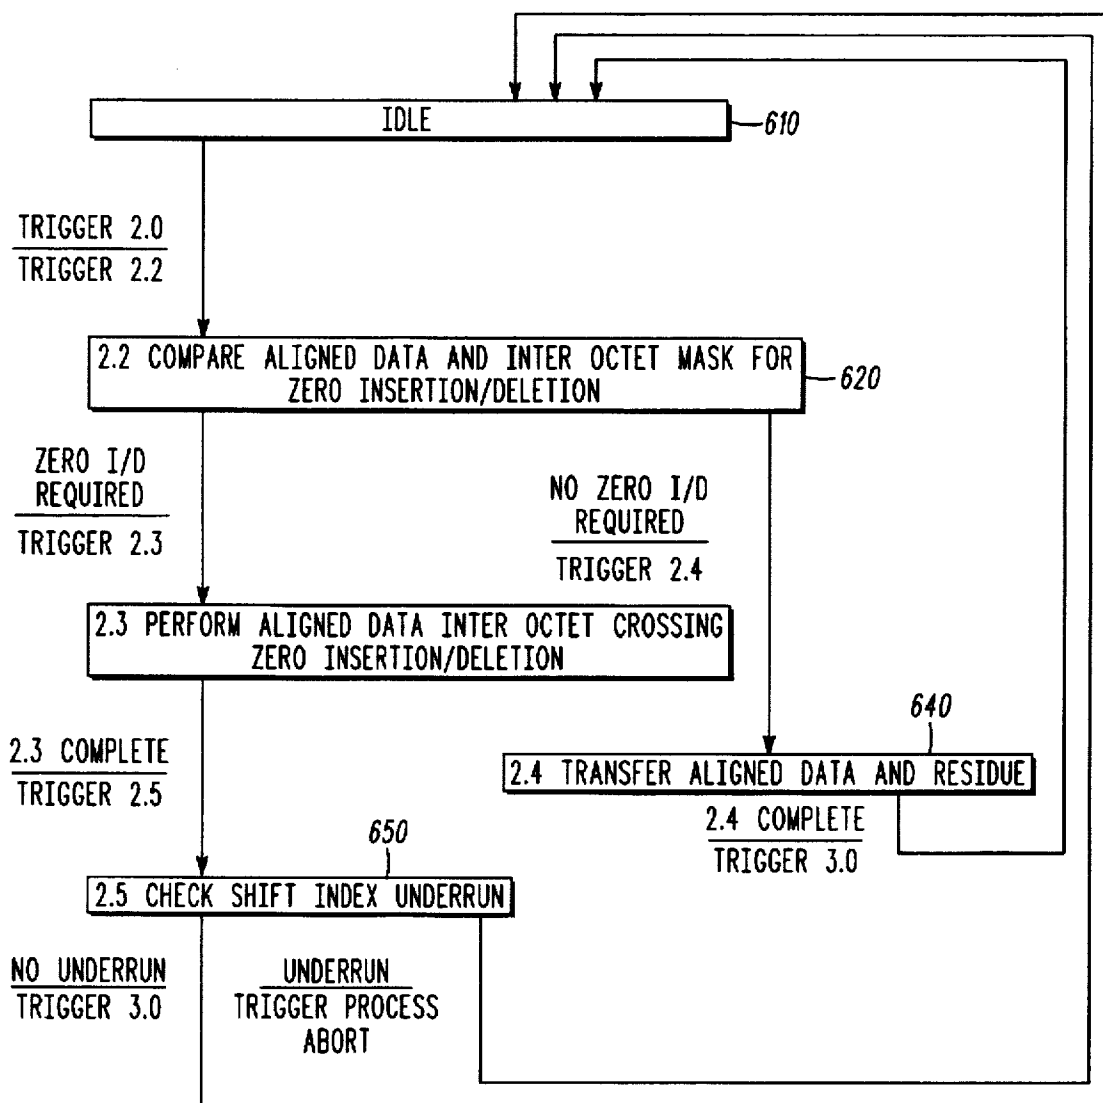 IDLE
610
TRIGGER 2.0
TRIGGER 2.2
2.2 COMPARE ALIGNED DATA AND INTER OCTET MASK FOR
ZERO INSERTION/DELETION
620
ZERO I/D
REQUIRED
TRIGGER 2.3
NO ZERO I/D
REQUIRED
TRIGGER 2.4
2.3 PERFORM ALIGNED DATA INTER OCTET CROSSING
ZERO INSERTION/DELETION
640
2.3 COMPLETE
TRIGGER 2.5
2.4 TRANSFER ALIGNED DATA AND RESIDUE
2.4 COMPLETE
TRIGGER 3.0
650
2.5 CHECK SHIFT INDEX UNDERRUN
NO UNDERRUN
TRIGGER 3.0
UNDERRUN
TRIGGER PROCESS
ABORT